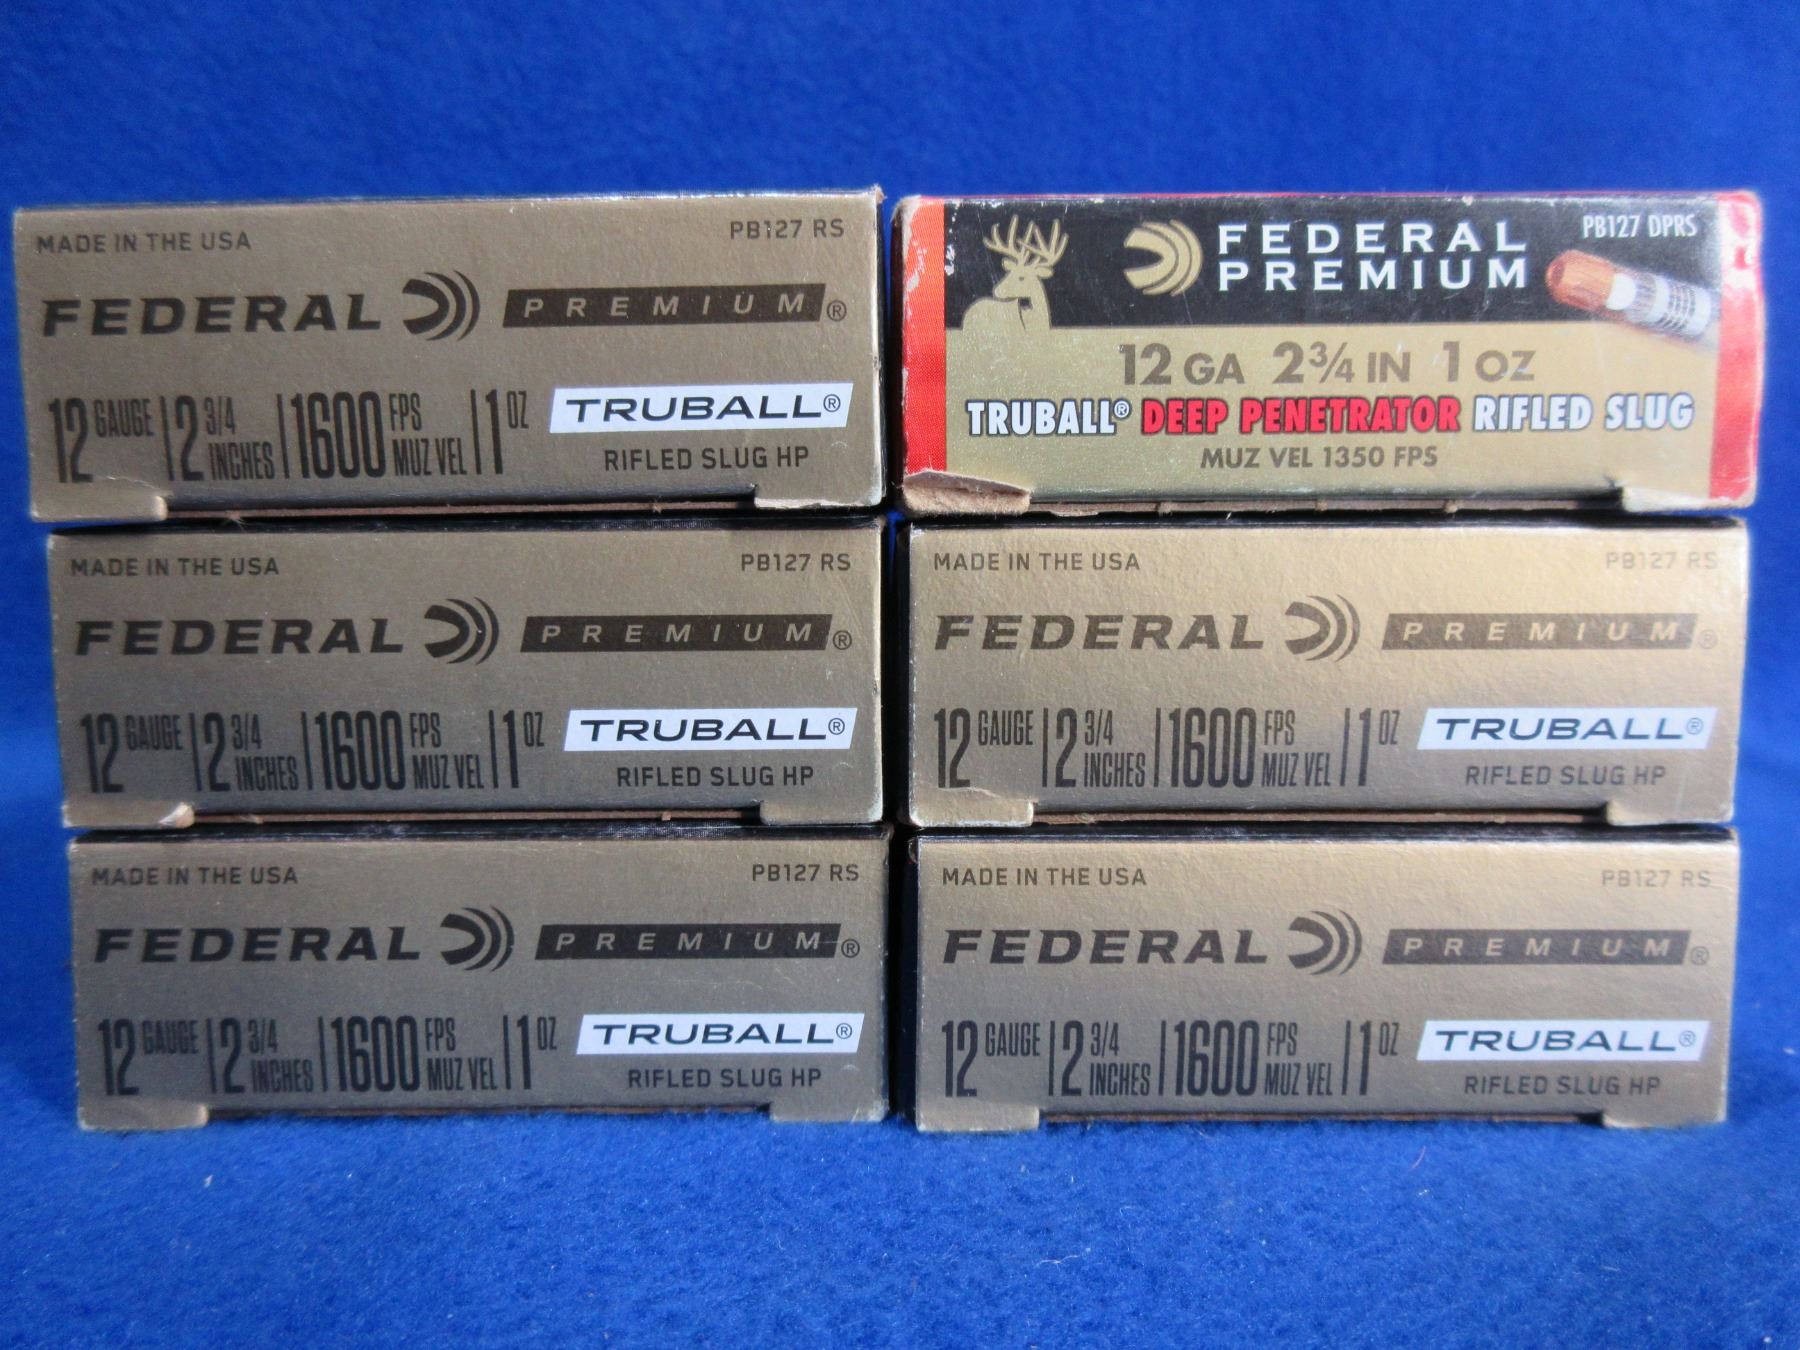 MADE IN THE USA PB127 RS
FEDERAL PREMIUM®
12 GAUGE 2 3/4 INCHES 1600 FPS MUZ VEL 1 OZ TRUBALL®
RIFLED SLUG HP
PB127 DPRS
FEDERAL
PREMIUM
12 GA 2 3/4 IN 1 OZ
TRUBALL® DEEP PENETRATOR RIFLED SLUG
MUZ VEL 1350 FPS
MADE IN THE USA PB127 RS
FEDERAL PREMIUM®
12 GAUGE 2 3/4 INCHES 1600 FPS MUZ VEL 1 OZ TRUBALL®
RIFLED SLUG HP
MADE IN THE USA PB127 RS
FEDERAL PREMIUM®
12 GAUGE 2 3/4 INCHES 1600 FPS MUZ VEL 1 OZ TRUBALL®
RIFLED SLUG HP
MADE IN THE USA PB127 RS
FEDERAL PREMIUM®
12 GAUGE 2 3/4 INCHES 1600 FPS MUZ VEL 1 OZ TRUBALL®
RIFLED SLUG HP
MADE IN THE USA PB127 RS
FEDERAL PREMIUM®
12 GAUGE 2 3/4 INCHES 1600 FPS MUZ VEL 1 OZ TRUBALL®
RIFLED SLUG HP